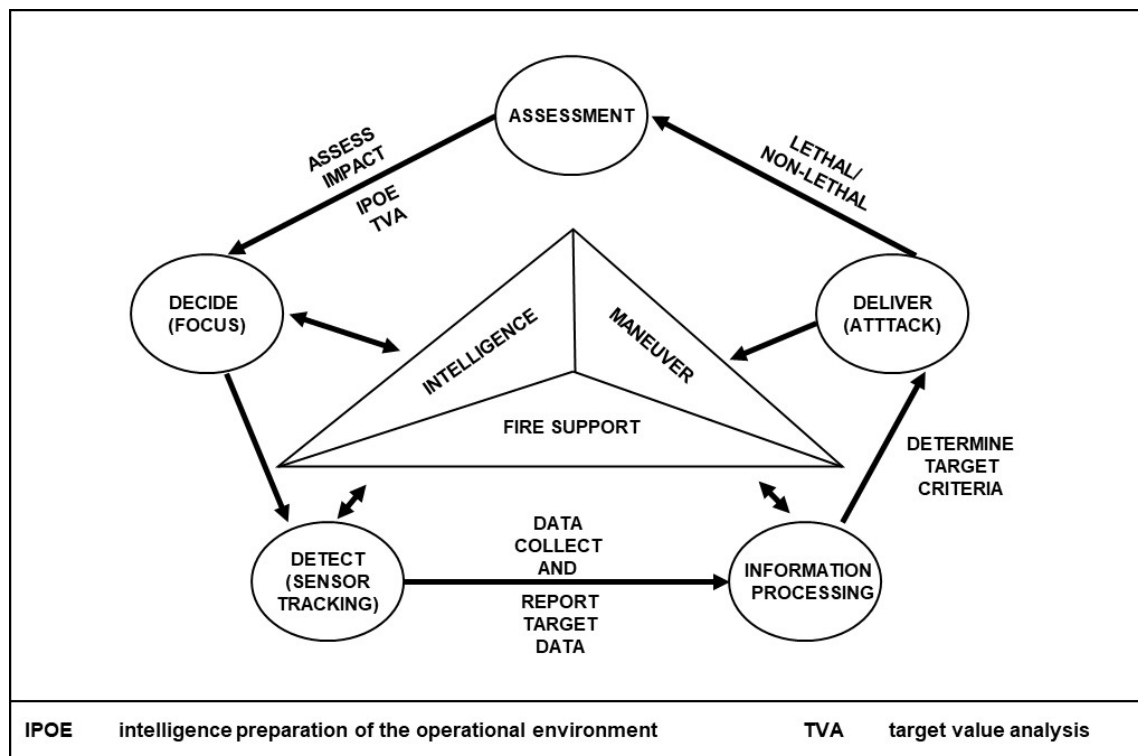 ASSESSMENT
ASSESS
IMPACT
IPOE
TVA
LETHAL/
NON-LETHAL
DECIDE
(FOCUS)
DELIVER
(ATTTACK)
INTELLIGENCE
MANEUVER
FIRE SUPPORT
DETERMINE
TARGET
CRITERIA
DETECT
(SENSOR
TRACKING)
DATA
COLLECT
AND
REPORT
TARGET
DATA
INFORMATION
PROCESSING
IPOE intelligence preparation of the operational environment TVA target value analysis